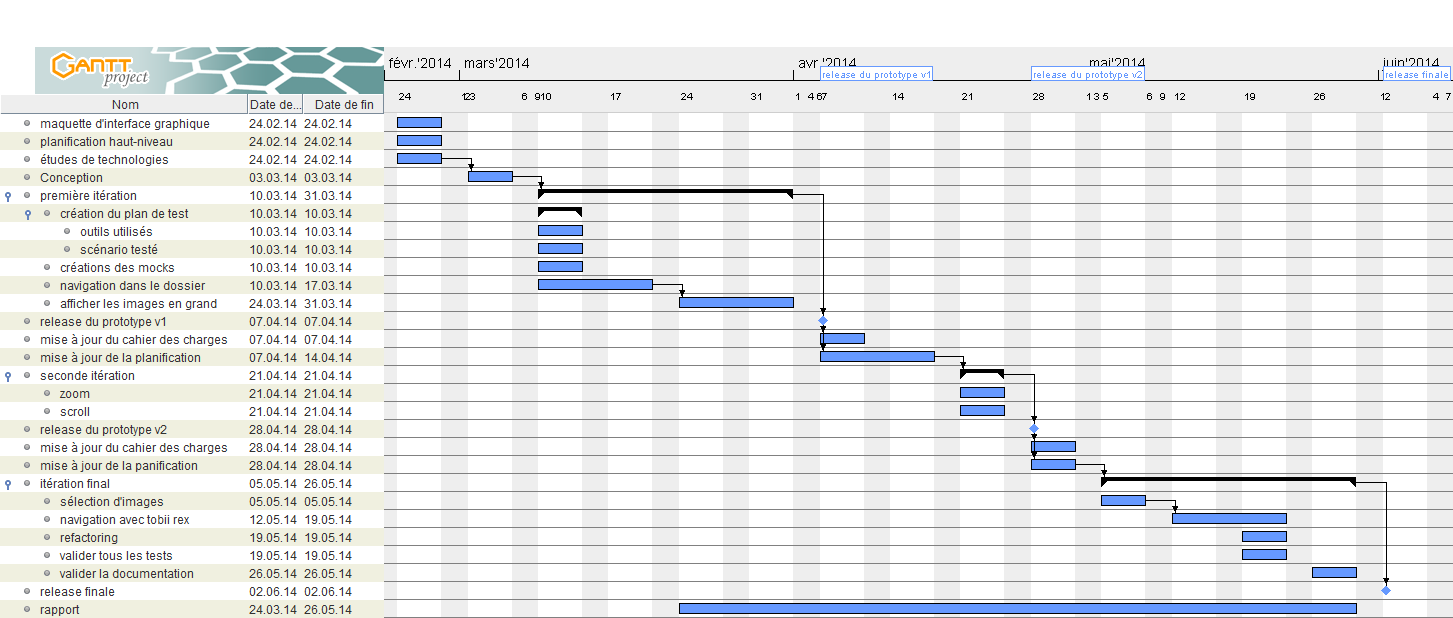 GANTT
project
févr.'2014 mars'2014 avr.'2014 mai'2014 juin'2014
release du prototype v1 release du prototype v2 release finale
Nom Date de... Date de fin
24 3 6 9 10 17 24 31 1 4 6 7 14 21 28 1 3 5 6 9 12 19 26 2 4 7
maquette d'interface graphique 24.02.14 24.02.14
planification haut-niveau 24.02.14 24.02.14
études de technologies 24.02.14 24.02.14
Conception 03.03.14 03.03.14
première itération 10.03.14 31.03.14
création du plan de test 10.03.14 10.03.14
outils utilisés 10.03.14 10.03.14
scénario testé 10.03.14 10.03.14
créations des mocks 10.03.14 10.03.14
navigation dans le dossier 10.03.14 17.03.14
afficher les images en grand 24.03.14 31.03.14
release du prototype v1 07.04.14 07.04.14
mise à jour du cahier des charges 07.04.14 07.04.14
mise à jour de la planification 07.04.14 14.04.14
seconde itération 21.04.14 21.04.14
zoom 21.04.14 21.04.14
scroll 21.04.14 21.04.14
release du prototype v2 28.04.14 28.04.14
mise à jour du cahier des charges 28.04.14 28.04.14
mise à jour de la panification 28.04.14 28.04.14
itération final 05.05.14 26.05.14
sélection d'images 05.05.14 05.05.14
navigation avec tobii rex 12.05.14 19.05.14
refactoring 19.05.14 19.05.14
valider tous les tests 19.05.14 19.05.14
valider la documentation 26.05.14 26.05.14
release finale 02.06.14 02.06.14
rapport 24.03.14 26.05.14